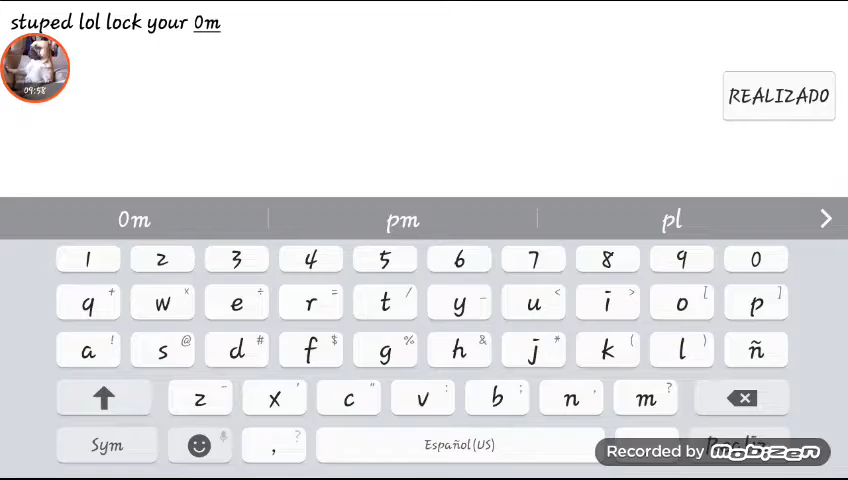 stuped lol lock your 0m
09:58
REALIZADO
0m pm pl
1 2 3 4 5 6 7 8 9 0
q + w × e ÷ r = t / y _ u < i > o [ p ]
a ! s @ d # f $ g % h & j * k ( l ) ñ
z - x ' c " v : b ; n , m ?
Sym , ? Español(US)
Recorded by mobizen